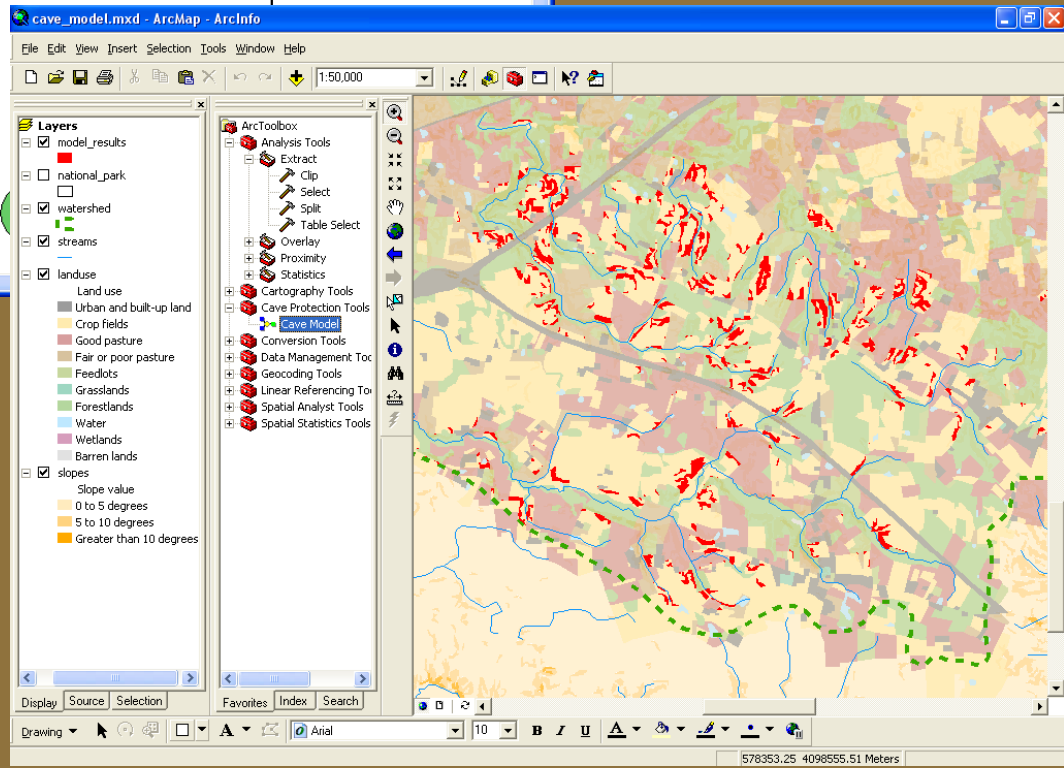 cave_model.mxd - ArcMap - ArcInfo
File Edit View Insert Selection Tools Window Help
1:50,000
Layers
model_results
national_park
watershed
streams
landuse
Land use
Urban and built-up land
Crop fields
Good pasture
Fair or poor pasture
Feedlots
Grasslands
Forestlands
Water
Wetlands
Barren lands
slopes
Slope value
0 to 5 degrees
5 to 10 degrees
Greater than 10 degrees
Display Source Selection
ArcToolbox
Analysis Tools
Extract
Clip
Select
Split
Table Select
Overlay
Proximity
Statistics
Cartography Tools
Cave Protection Tools
Cave Model
Conversion Tools
Data Management Too
Geocoding Tools
Linear Referencing To
Spatial Analyst Tools
Spatial Statistics Tools
Favorites Index Search
Drawing A Arial 10 B I U A
578353.25 4098555.51 Meters